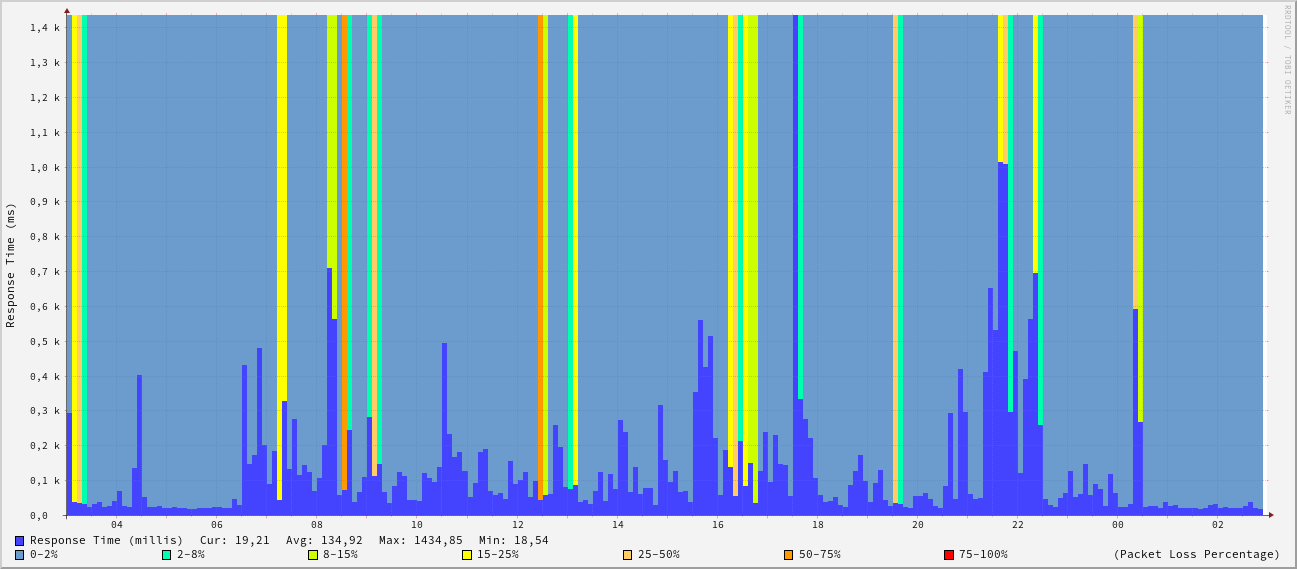 1,4 k
1,3 k
1,2 k
1,1 k
1,0 k
0,9 k
0,8 k
0,7 k
0,6 k
0,5 k
0,4 k
0,3 k
0,2 k
0,1 k
0,0
Response Time (ms)
RRDTOOL / TOBI OETIKER
04 06 08 10 12 14 16 18 20 22 00 02
Response Time (millis) Cur: 19,21 Avg: 134,92 Max: 1434,85 Min: 18,54
0-2% 2-8% 8-15% 15-25% 25-50% 50-75% 75-100% (Packet Loss Percentage)